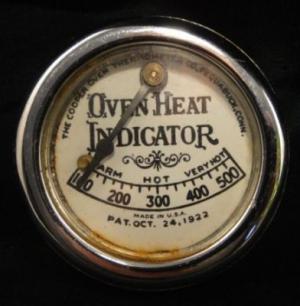 THE COOPER OVEN THERMOMETER CO. PEQUABUCK, CONN.
OVEN HEAT
INDICATOR
WARM HOT VERY HOT
100 200 300 400 500
MADE IN U.S.A.
PAT. OCT. 24, 1922